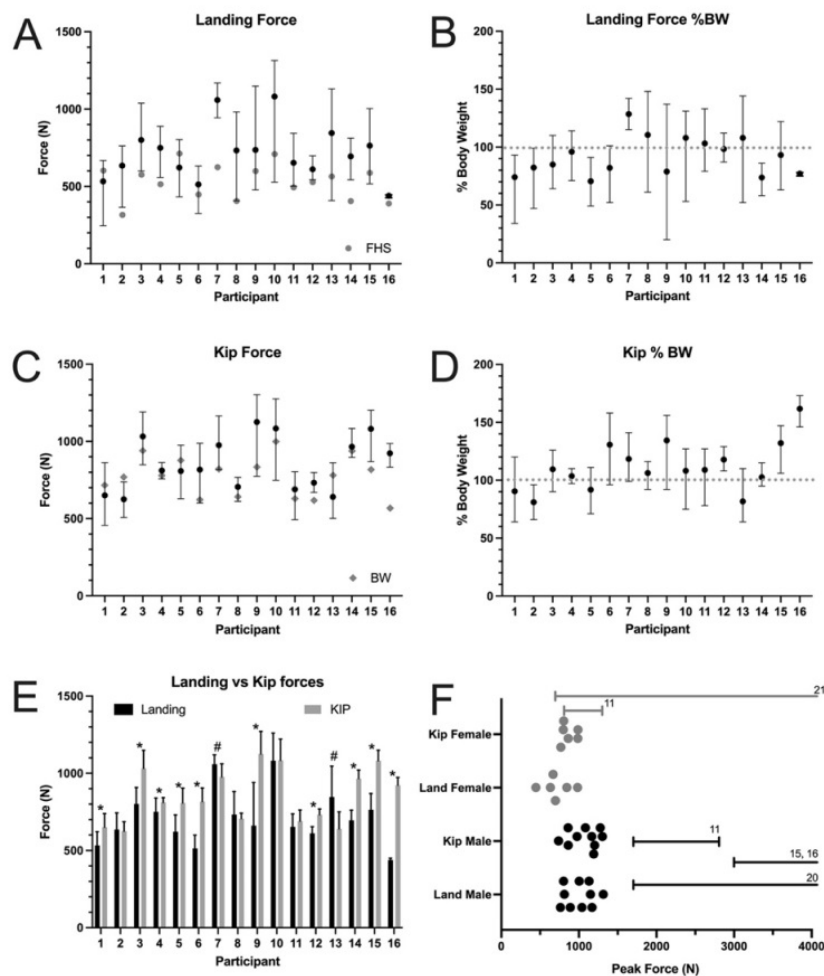 A
Landing Force
Force (N)
1500
1000
500
0
FHS
1 2 3 4 5 6 7 8 9 10 11 12 13 14 15 16
Participant
B
Landing Force %BW
% Body Weight
200
150
100
50
0
1 2 3 4 5 6 7 8 9 10 11 12 13 14 15 16
Participant
C
Kip Force
Force (N)
1500
1000
500
0
BW
1 2 3 4 5 6 7 8 9 10 11 12 13 14 15 16
Participant
D
Kip % BW
% Body Weight
200
150
100
50
0
1 2 3 4 5 6 7 8 9 10 11 12 13 14 15 16
Participant
E
Landing vs Kip forces
Landing KIP
Force (N)
1500
1000
500
0
* * * * * # * * # * * *
1 2 3 4 5 6 7 8 9 10 11 12 13 14 15 16
Participant
F
21
11
Kip Female
Land Female
Kip Male
11
15, 16
20
Land Male
0 1000 2000 3000 4000
Peak Force (N)